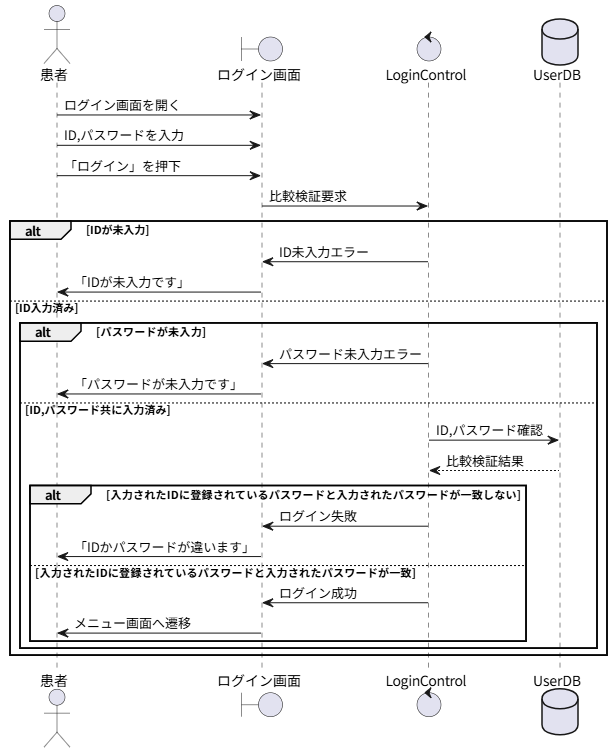 患者
ログイン画面
LoginControl
UserDB
ログイン画面を開く
ID,パスワードを入力
「ログイン」を押下
比較検証要求
alt
[IDが未入力]
ID未入力エラー
「IDが未入力です」
[ID入力済み]
alt
[パスワードが未入力]
パスワード未入力エラー
「パスワードが未入力です」
[ID,パスワード共に入力済み]
ID,パスワード確認
比較検証結果
alt
[入力されたIDに登録されているパスワードと入力されたパスワードが一致しない]
ログイン失敗
「IDかパスワードが違います」
[入力されたIDに登録されているパスワードと入力されたパスワードが一致]
ログイン成功
メニュー画面へ遷移
患者
ログイン画面
LoginControl
UserDB